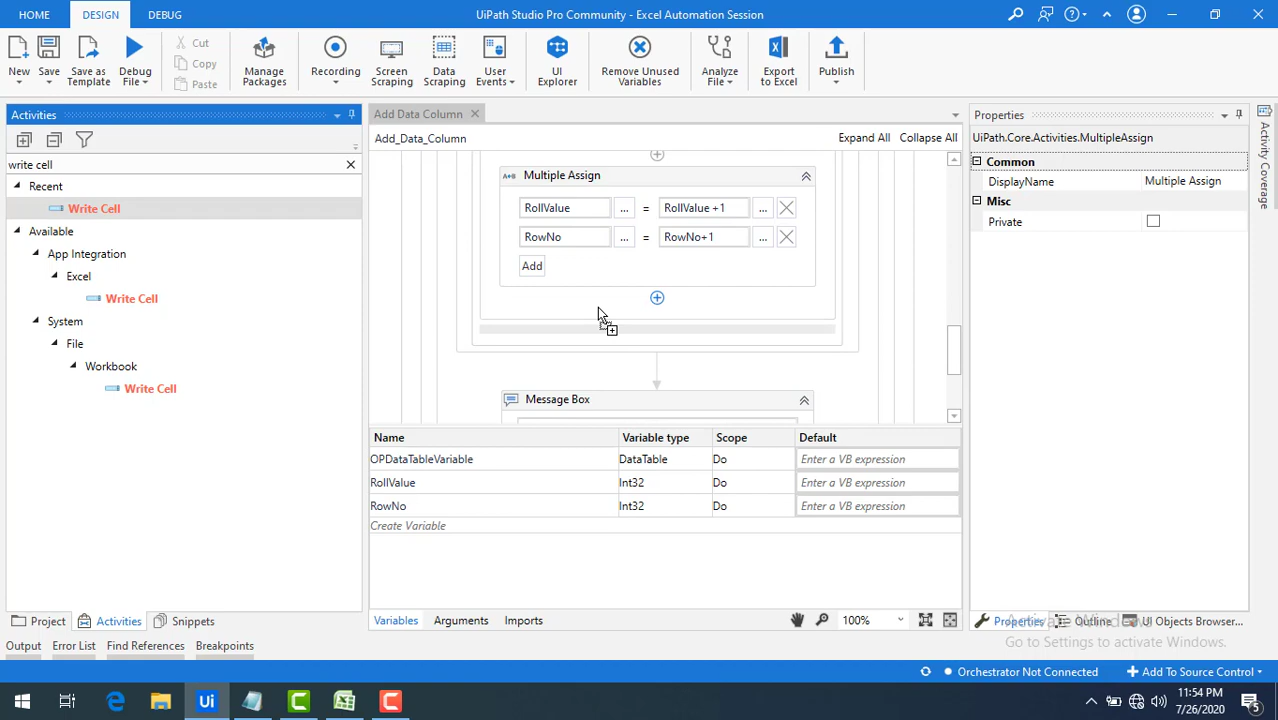 UiPath Studio Pro Community - Excel Automation Session
HOME DESIGN DEBUG
New Save Save as Template Debug File Cut Copy Paste Manage Packages Recording Screen Scraping Data Scraping User Events UI Explorer Remove Unused Variables Analyze File Export to Excel Publish
Activities
write cell
Recent
Write Cell
Available
App Integration
Excel
Write Cell
System
File
Workbook
Write Cell
Project Activities Snippets
Add Data Column
Add_Data_Column Expand All Collapse All
Multiple Assign
RollValue ... = RollValue +1 ...
RowNo ... = RowNo+1 ...
Add
Message Box
Name Variable type Scope Default
OPDataTableVariable DataTable Do Enter a VB expression
RollValue Int32 Do Enter a VB expression
RowNo Int32 Do Enter a VB expression
Create Variable
Variables Arguments Imports 100%
Properties
UiPath.Core.Activities.MultipleAssign
Common
DisplayName Multiple Assign
Misc
Private
Activity Coverage
Properties Outline UI Objects Browser...
Activate Windows
Go to Settings to activate Windows.
Output Error List Find References Breakpoints
Orchestrator Not Connected Add To Source Control
Ui
11:54 PM
7/26/2020
5